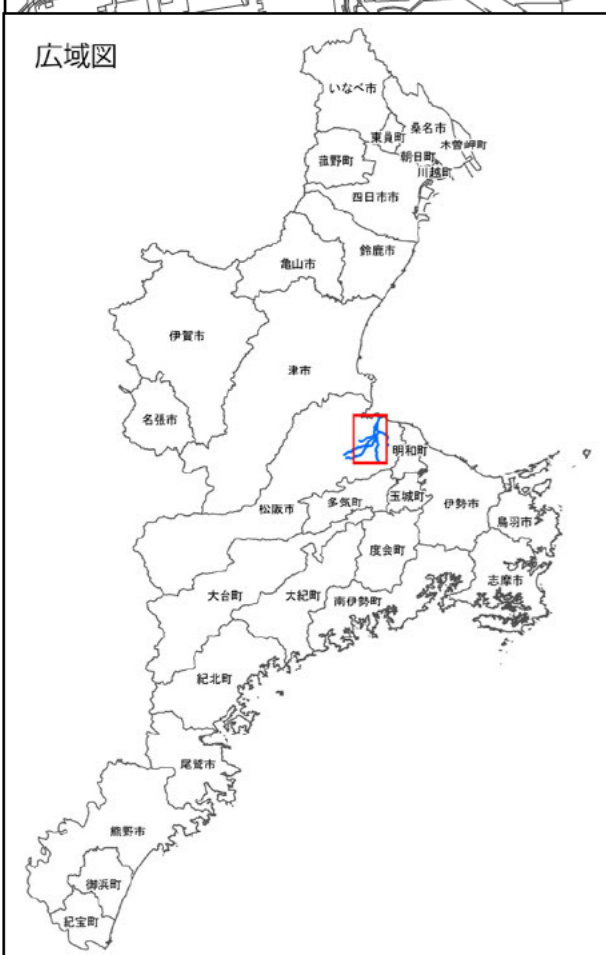 広域図
いなべ市
桑名市
東員町
木曽岬町
朝日町
菰野町
川越町
四日市市
鈴鹿市
亀山市
伊賀市
津市
名張市
明和町
玉城町
多気町
伊勢市
松阪市
鳥羽市
度会町
志摩市
大台町
大紀町
南伊勢町
紀北町
尾鷲市
熊野市
御浜町
紀宝町